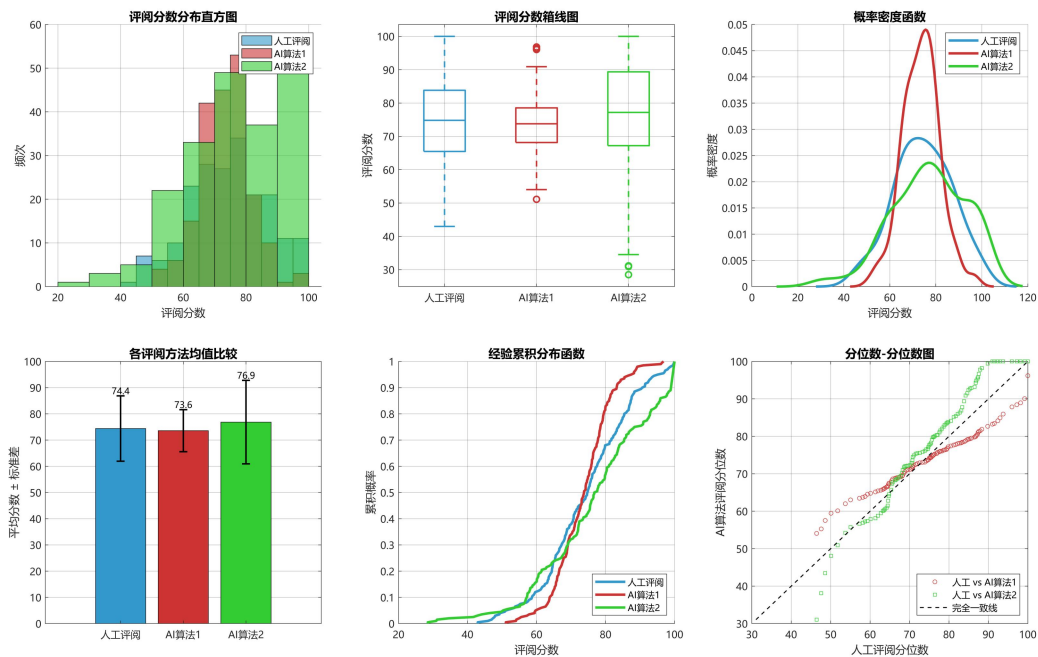 评阅分数分布直方图
60
50
40
30
20
10
0
频次
20 40 60 80 100
评阅分数
人工评阅
AI算法1
AI算法2
评阅分数箱线图
100
90
80
70
60
50
40
30
评阅分数
人工评阅 AI算法1 AI算法2
概率密度函数
0.05
0.045
0.04
0.035
0.03
0.025
0.02
0.015
0.01
0.005
0
概率密度
0 20 40 60 80 100 120
评阅分数
人工评阅
AI算法1
AI算法2
各评阅方法均值比较
100
90
80
70
60
50
40
30
20
10
0
平均分数 ± 标准差
74.4
73.6
76.9
人工评阅 AI算法1 AI算法2
经验累积分布函数
1
0.9
0.8
0.7
0.6
0.5
0.4
0.3
0.2
0.1
0
累积概率
20 40 60 80 100
评阅分数
人工评阅
AI算法1
AI算法2
分位数-分位数图
100
90
80
70
60
50
40
30
AI算法评阅分位数
30 40 50 60 70 80 90 100
人工评阅分位数
人工 vs AI算法1
人工 vs AI算法2
完全一致线